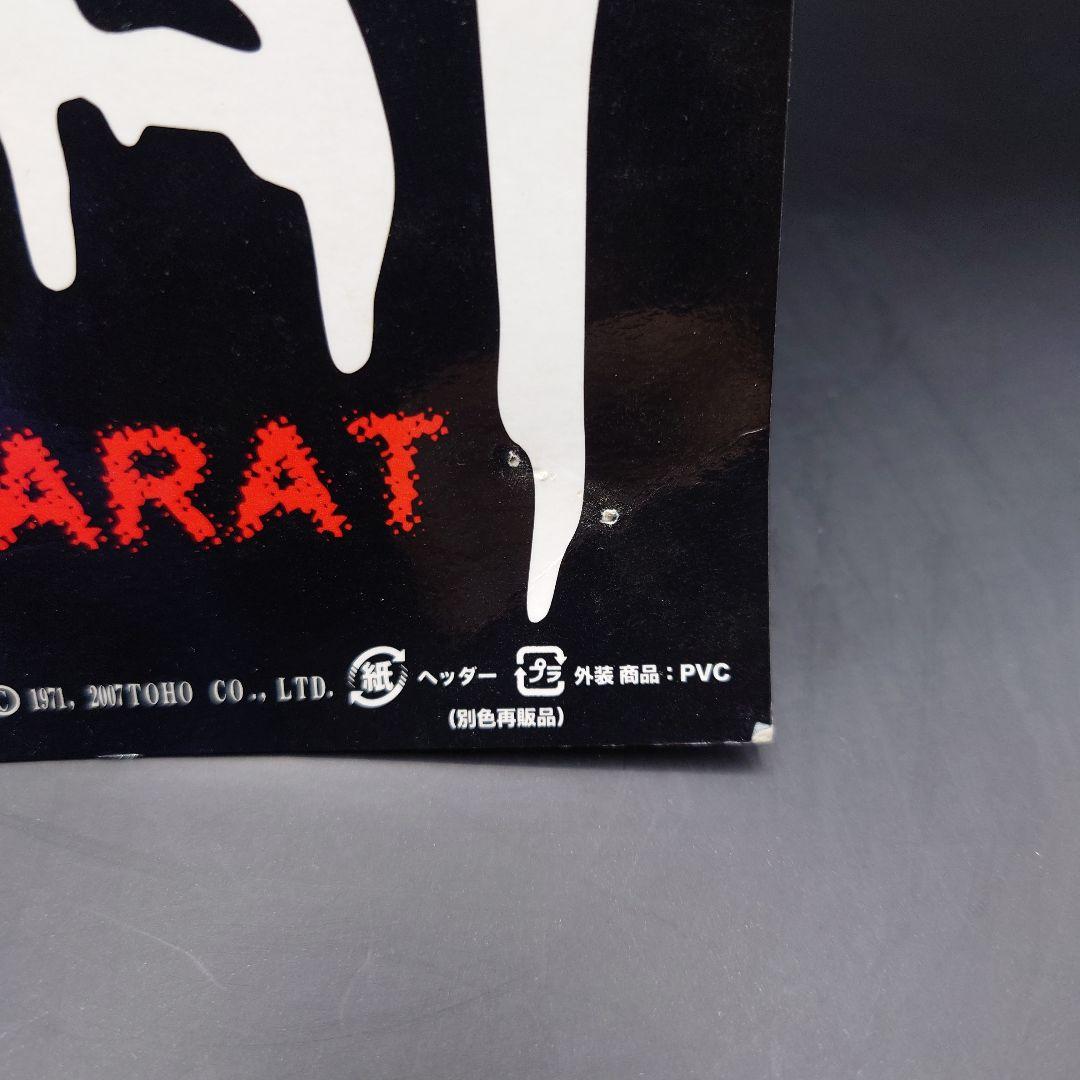 ARAT
© 1971, 2007 TOHO CO., LTD. 紙 ヘッダー プラ 外装 商品：PVC
（別色再販品）